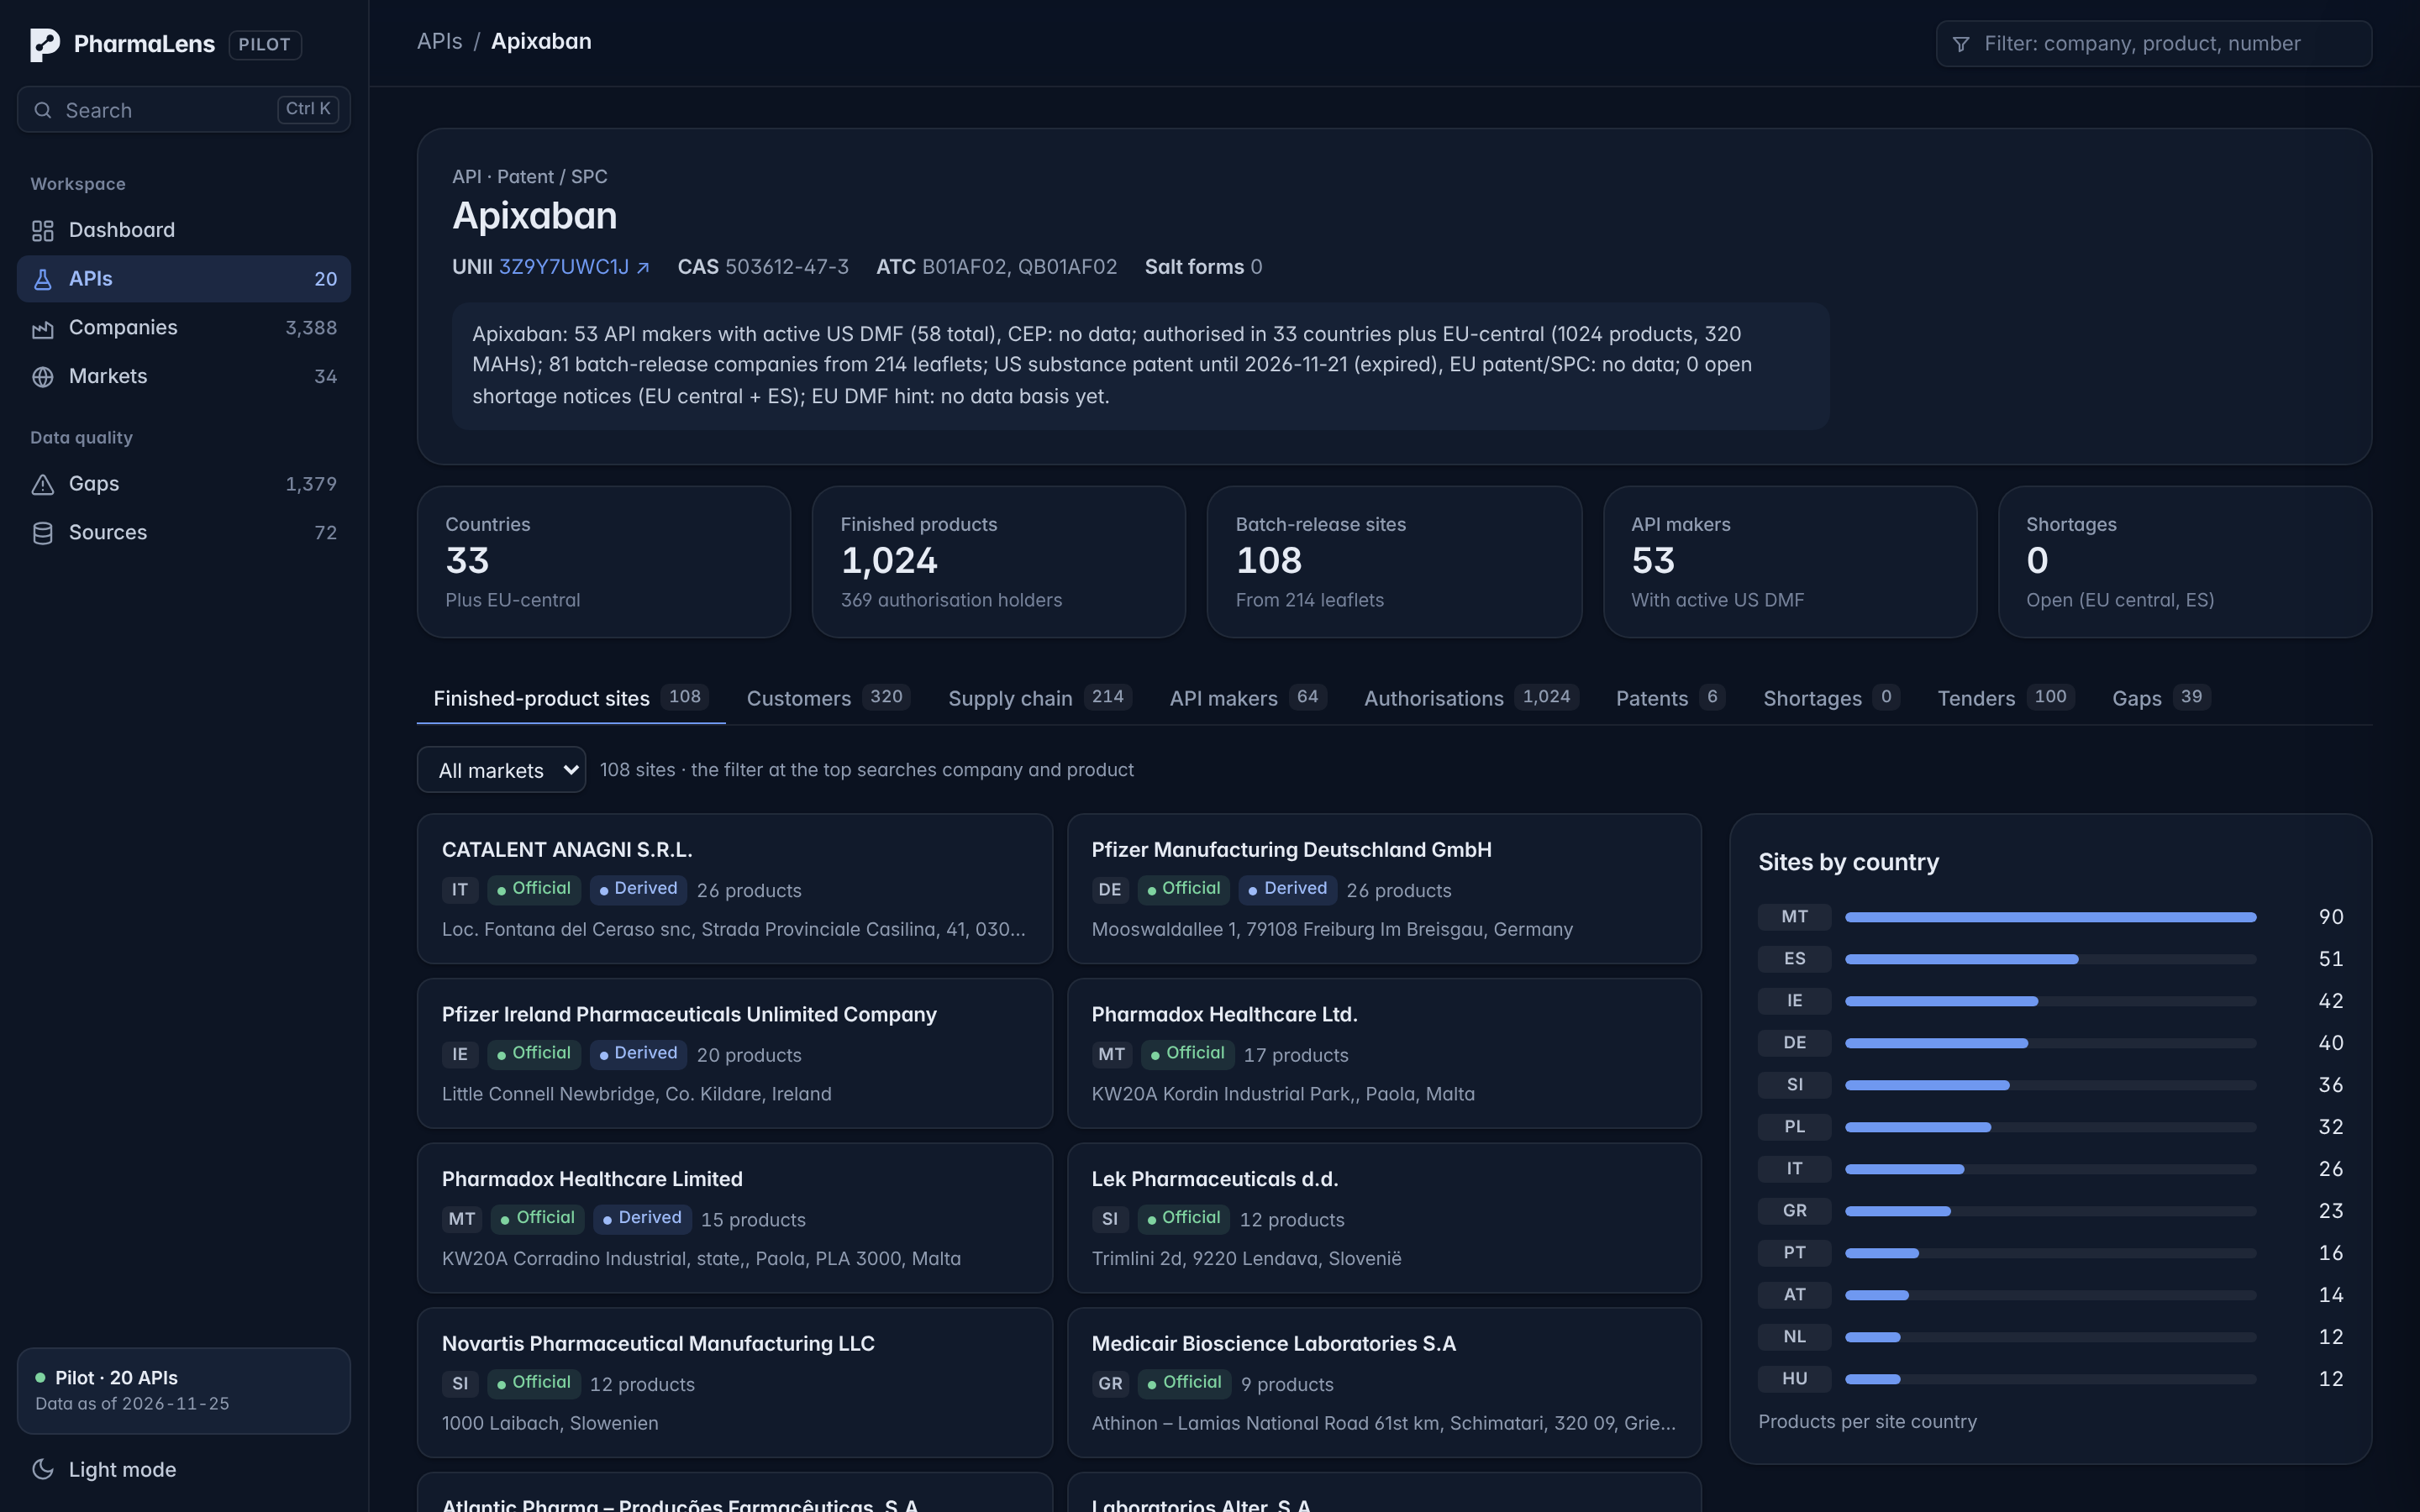 PharmaLens PILOT
Search Ctrl K
Workspace
Dashboard
APIs 20
Companies 3,388
Markets 34
Data quality
Gaps 1,379
Sources 72
Pilot · 20 APIs
Data as of 2026-11-25
Light mode
APIs / Apixaban
Filter: company, product, number
API · Patent / SPC
Apixaban
UNII 3Z9Y7UWC1J ↗ CAS 503612-47-3 ATC B01AF02, QB01AF02 Salt forms 0
Apixaban: 53 API makers with active US DMF (58 total), CEP: no data; authorised in 33 countries plus EU-central (1024 products, 320
MAHs); 81 batch-release companies from 214 leaflets; US substance patent until 2026-11-21 (expired), EU patent/SPC: no data; 0 open
shortage notices (EU central + ES); EU DMF hint: no data basis yet.
Countries
33
Plus EU-central
Finished products
1,024
369 authorisation holders
Batch-release sites
108
From 214 leaflets
API makers
53
With active US DMF
Shortages
0
Open (EU central, ES)
Finished-product sites 108 Customers 320 Supply chain 214 API makers 64 Authorisations 1,024 Patents 6 Shortages 0 Tenders 100 Gaps 39
All markets 108 sites · the filter at the top searches company and product
CATALENT ANAGNI S.R.L.
IT Official Derived 26 products
Loc. Fontana del Ceraso snc, Strada Provinciale Casilina, 41, 030...
Pfizer Manufacturing Deutschland GmbH
DE Official Derived 26 products
Mooswaldallee 1, 79108 Freiburg Im Breisgau, Germany
Pfizer Ireland Pharmaceuticals Unlimited Company
IE Official Derived 20 products
Little Connell Newbridge, Co. Kildare, Ireland
Pharmadox Healthcare Ltd.
MT Official 17 products
KW20A Kordin Industrial Park,, Paola, Malta
Pharmadox Healthcare Limited
MT Official Derived 15 products
KW20A Corradino Industrial, state,, Paola, PLA 3000, Malta
Lek Pharmaceuticals d.d.
SI Official 12 products
Trimlini 2d, 9220 Lendava, Slovenië
Novartis Pharmaceutical Manufacturing LLC
SI Official 12 products
1000 Laibach, Slowenien
Medicair Bioscience Laboratories S.A
GR Official 9 products
Athinon – Lamias National Road 61st km, Schimatari, 320 09, Grie...
Atlantic Pharma – Produções Farmacêuticas, S.A.
Laboratorios Alter, S.A.
Sites by country
MT 90
ES 51
IE 42
DE 40
SI 36
PL 32
IT 26
GR 23
PT 16
AT 14
NL 12
HU 12
Products per site country